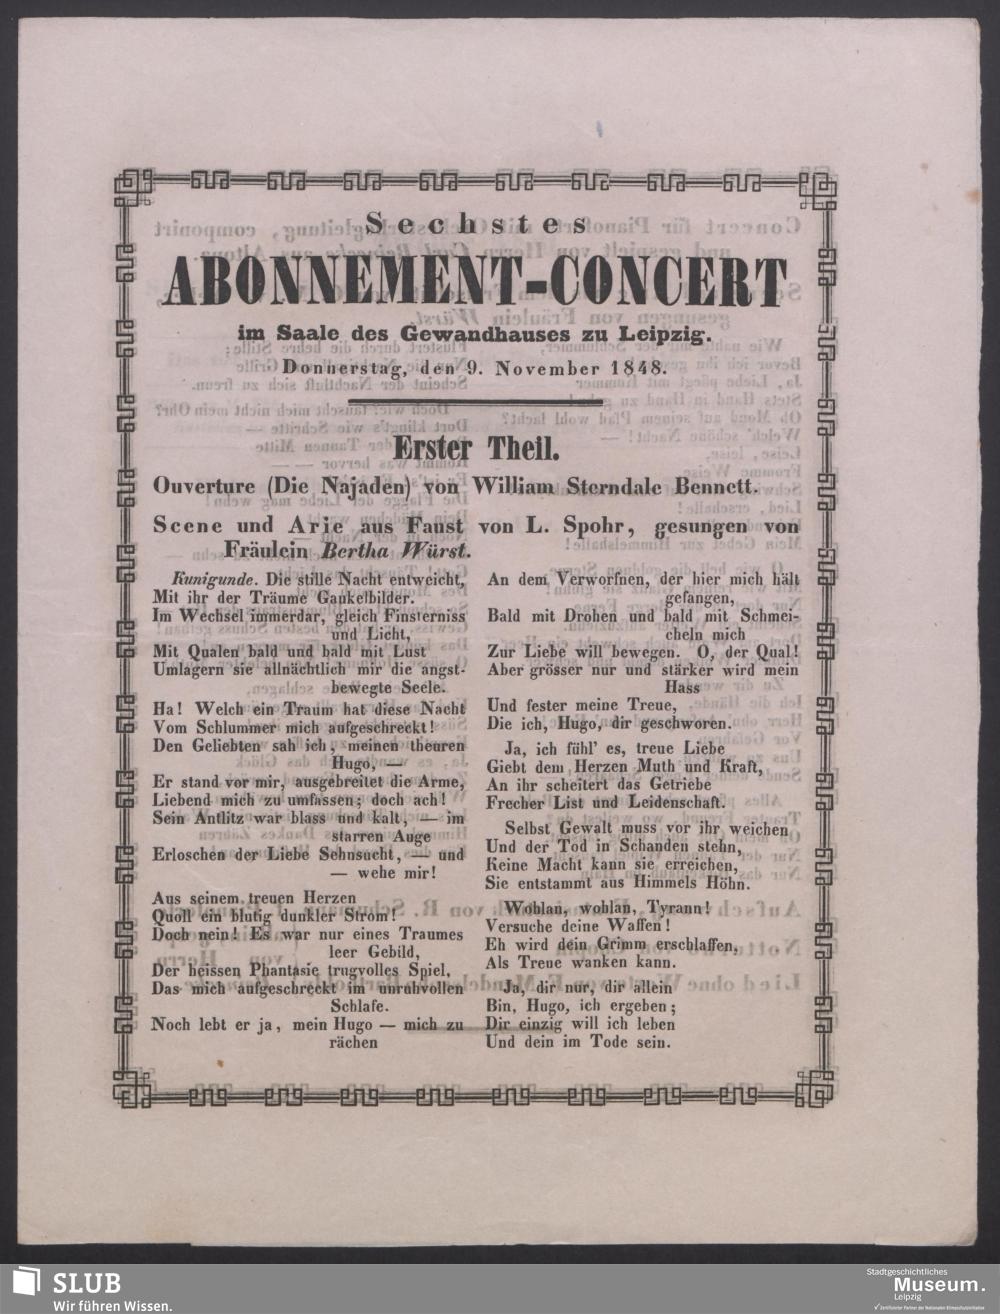 Sechstes
ABONNEMENT-CONCERT
im Saale des Gewandhauses zu Leipzig.
Donnerstag, den 9. November 1848.
Erster Theil.
Ouverture (Die Najaden) von William Sterndale Bennett.
Scene und Arie aus Faust von L. Spohr, gesungen von
Fräulein Bertha Würst.
Kunigunde. Die stille Nacht entweicht,
Mit ihr der Träume Gaukelbilder.
Im Wechsel immerdar, gleich Finsterniss
und Licht,
Mit Qualen bald und bald mit Lust
Umlagern sie allnächtlich mir die angst-
bewegte Seele.
Ha! Welch ein Traum hat diese Nacht
Vom Schlummer mich aufgeschreckt!
Den Geliebten sah ich, meinen theuren
Hugo, —
Er stand vor mir, ausgebreitet die Arme,
Liebend mich zu umfassen; doch ach!
Sein Antlitz war blass und kalt, — im
starren Auge
Erloschen der Liebe Sehnsucht, — und
— wehe mir!
Aus seinem treuen Herzen
Quoll ein blutig dunkler Strom!
Doch nein! Es war nur eines Traumes
leer Gebild,
Der heissen Phantasie trugvolles Spiel,
Das mich aufgeschreckt im unruhvollen
Schlafe.
Noch lebt er ja, mein Hugo — mich zu
rächen
An dem Verworfnen, der hier mich hält
gefangen,
Bald mit Drohen und bald mit Schmei-
cheln mich
Zur Liebe will bewegen. O, der Qual!
Aber grösser nur und stärker wird mein
Hass
Und fester meine Treue,
Die ich, Hugo, dir geschworen.
Ja, ich fühl' es, treue Liebe
Giebt dem Herzen Muth und Kraft,
An ihr scheitert das Getriebe
Frecher List und Leidenschaft.
Selbst Gewalt muss vor ihr weichen
Und der Tod in Schanden stehn,
Keine Macht kann sie erreichen,
Sie entstammt aus Himmels Höhn.
Wohlan, wohlan, Tyrann!
Versuche deine Waffen!
Eh wird dein Grimm erschlaffen,
Als Treue wanken kann.
Ja, dir nur, dir allein
Bin, Hugo, ich ergeben;
Dir einzig will ich leben
Und dein im Tode sein.
SLUB
Wir führen Wissen.
Stadtgeschichtliches
Museum.
Leipzig
Zertifizierter Partner der Nationalen Klimaschutzinitiative